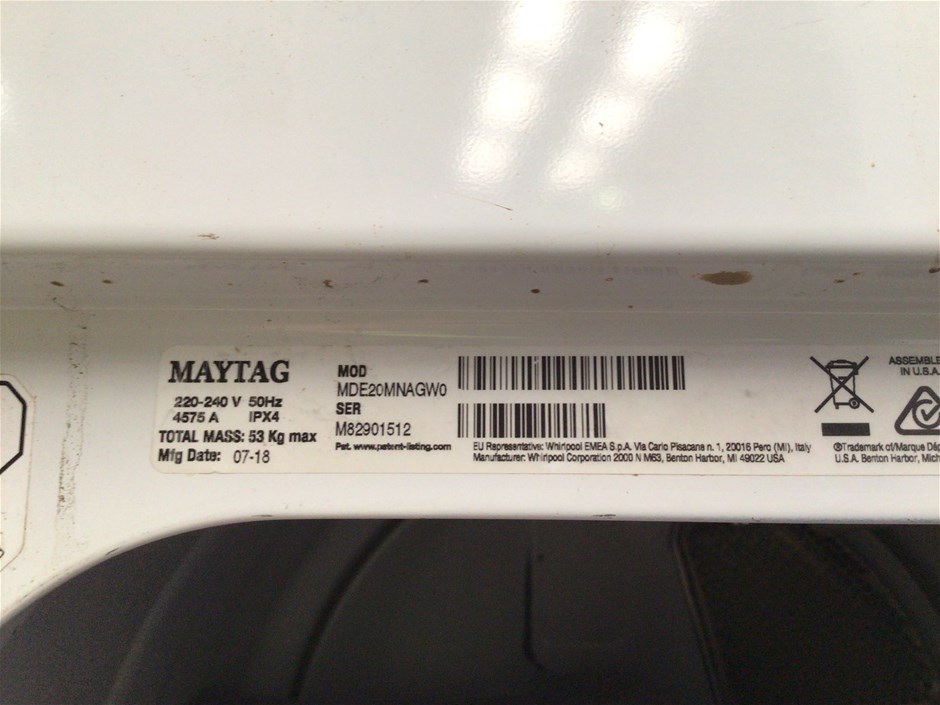 MAYTAG
220-240 V 50Hz
4575 A IPX4
TOTAL MASS: 53 Kg max
Mfg Date: 07-18
MOD
MDE20MNAGW0
SER
M82901512
Pat. www.patent-listing.com
EU Representative: Whirlpool EMEA S.p.A. Via Carlo Pisacane n. 1, 20016 Pero (MI), Italy
Manufacturer: Whirlpool Corporation 2000 N M63, Benton Harbor, MI 49022 USA
ASSEMBLE
IN U.S.A.
®Trademark of/Marque Dép
U.S.A. Benton Harbor, Mich